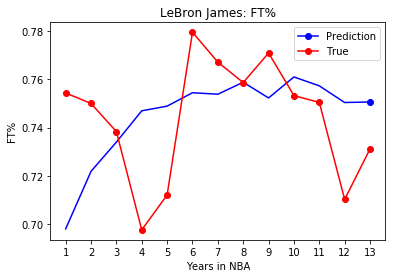 LeBron James: FT%
0.78
0.76
0.74
0.72
0.70
FT%
Prediction
True
1 2 3 4 5 6 7 8 9 10 11 12 13
Years in NBA